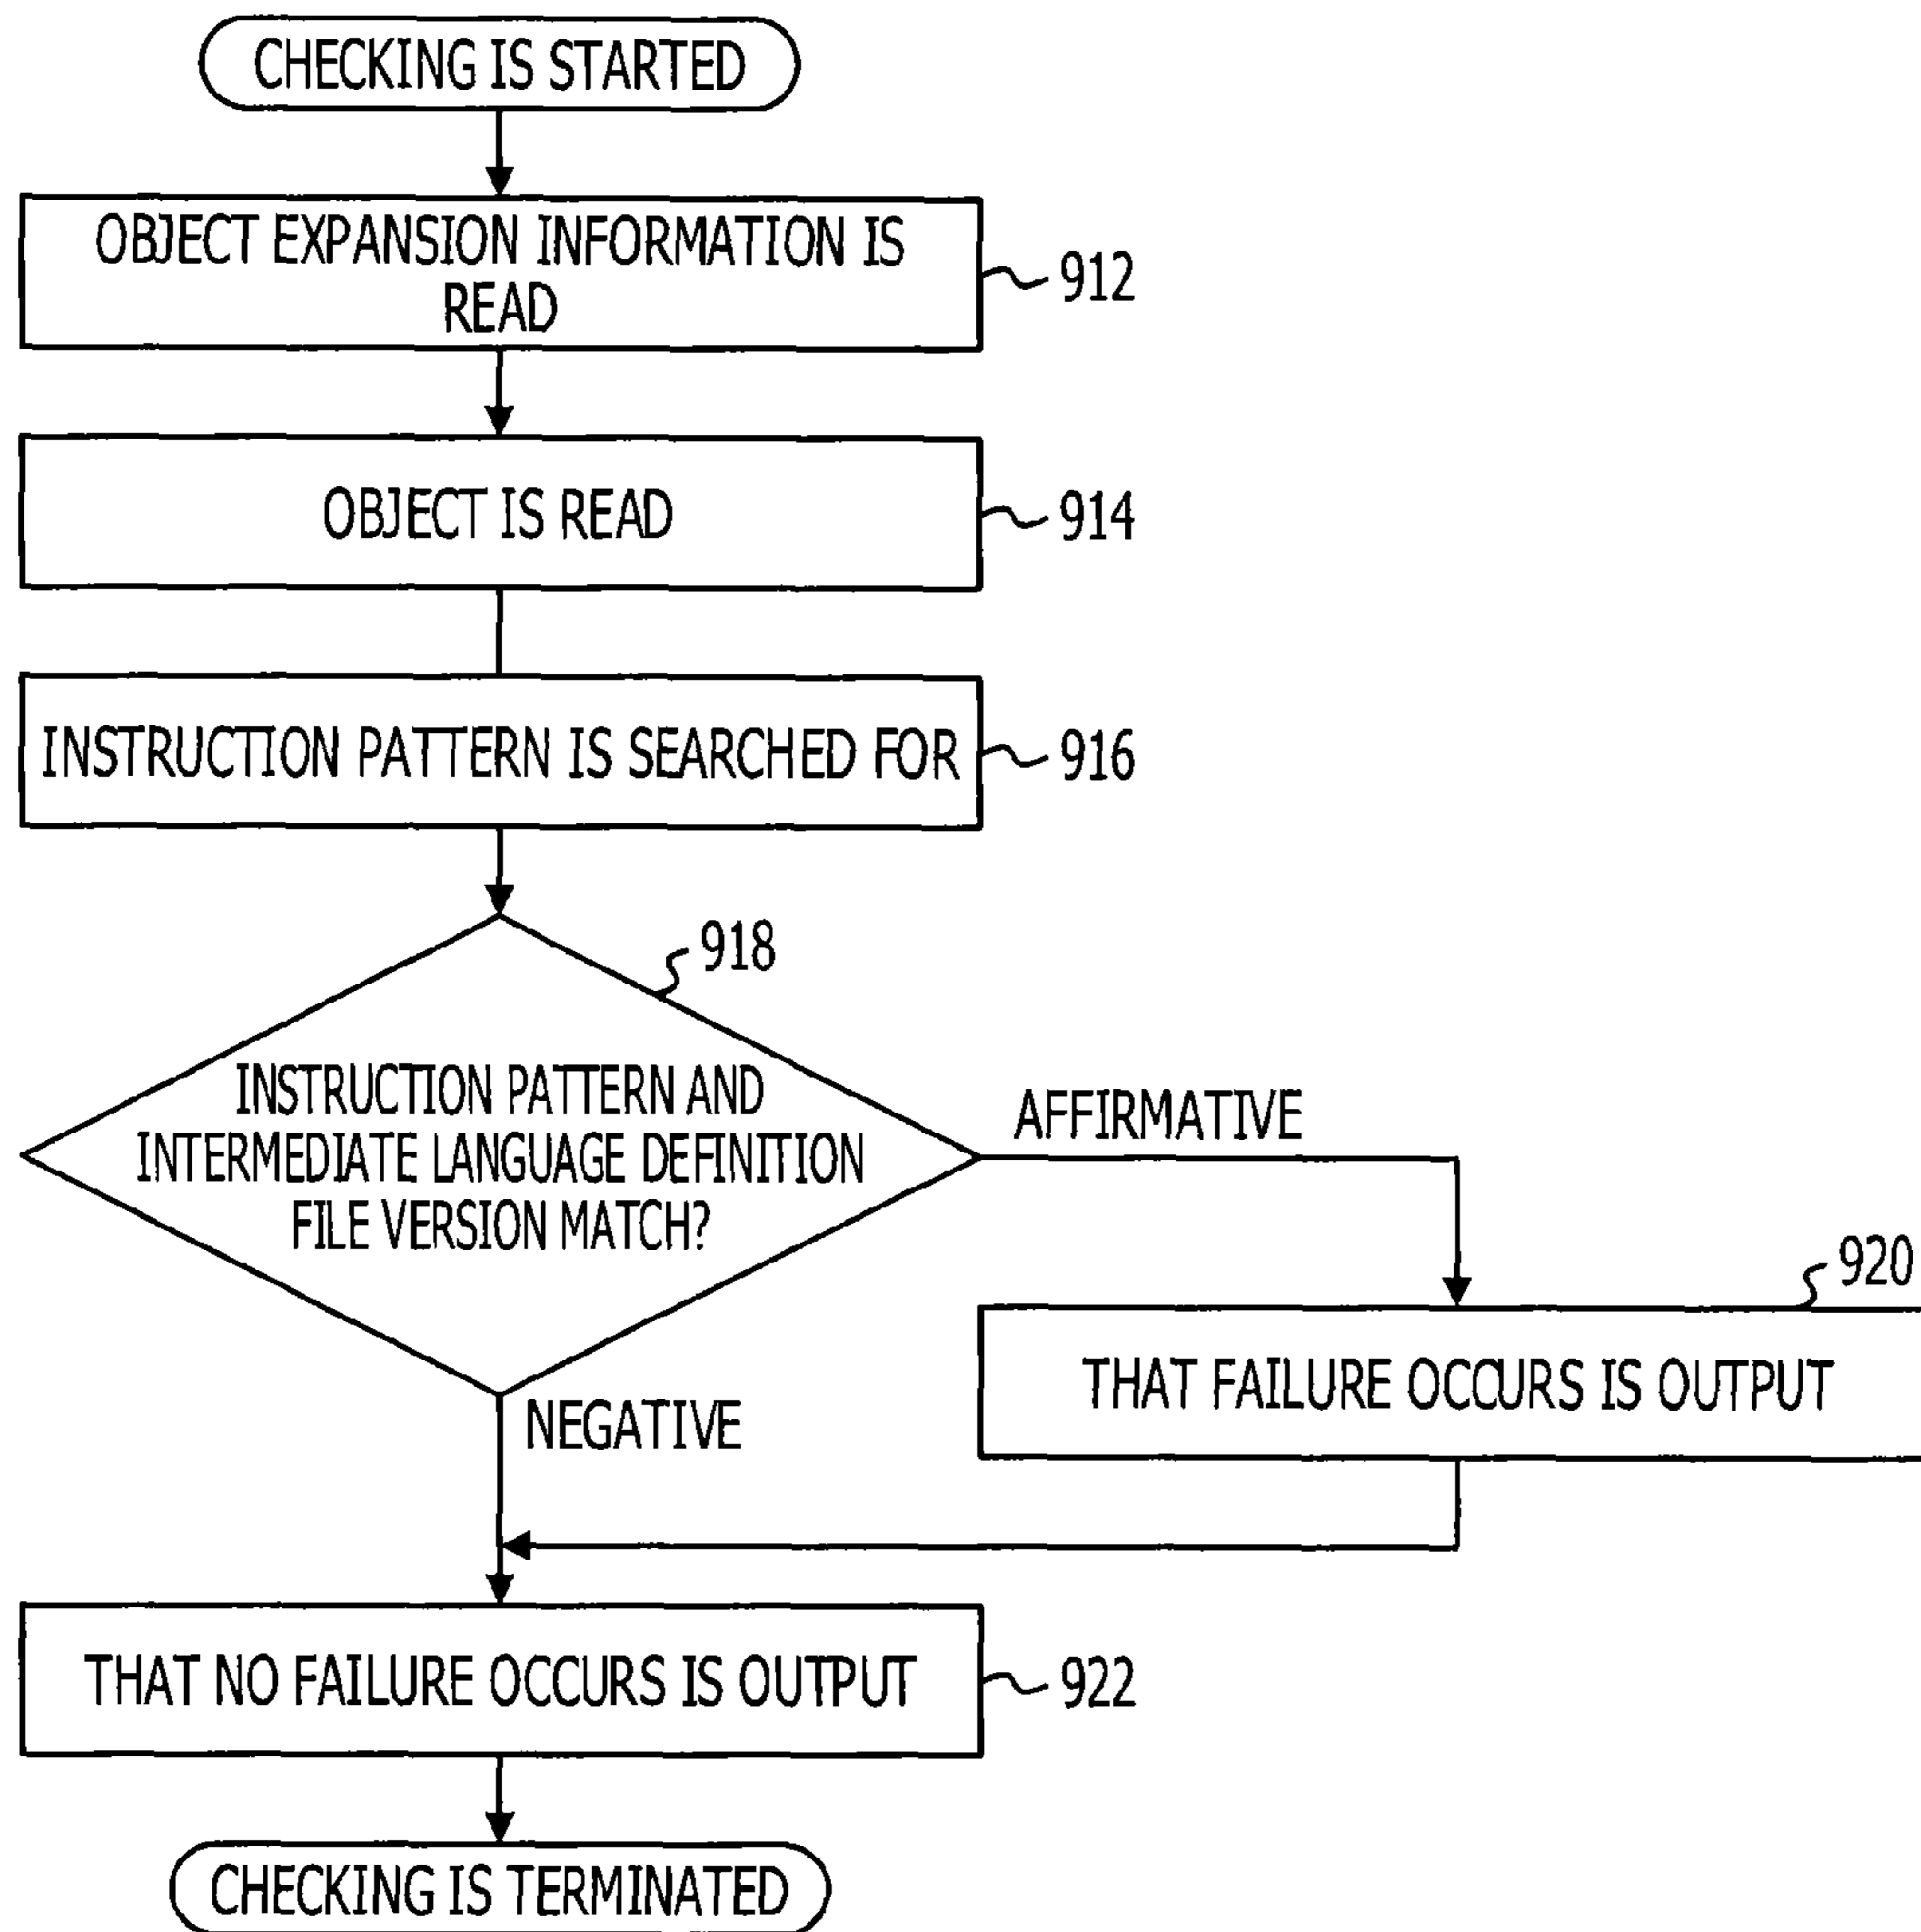 CHECKING IS STARTED
OBJECT EXPANSION INFORMATION IS
READ
912
OBJECT IS READ
914
INSTRUCTION PATTERN IS SEARCHED FOR
916
918
INSTRUCTION PATTERN AND
INTERMEDIATE LANGUAGE DEFINITION
FILE VERSION MATCH?
AFFIRMATIVE
920
THAT FAILURE OCCURS IS OUTPUT
NEGATIVE
THAT NO FAILURE OCCURS IS OUTPUT
922
CHECKING IS TERMINATED